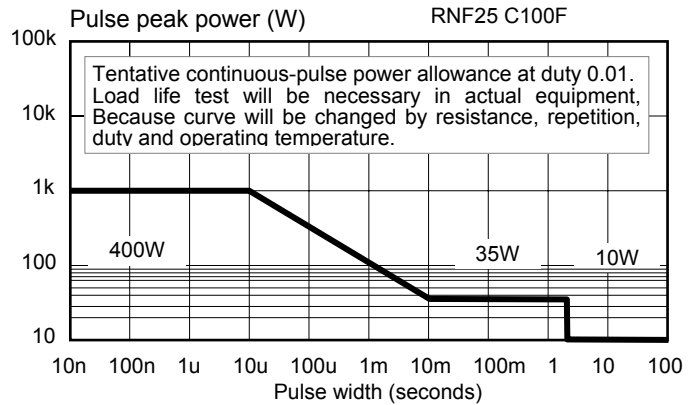 Pulse peak power (W)
RNF25 C100F
100k
Tentative continuous-pulse power allowance at duty 0.01.
Load life test will be necessary in actual equipment,
Because curve will be changed by resistance, repetition,
duty and operating temperature.
10k
1k
400W
35W
10W
100
10
10n 100n 1u 10u 100u 1m 10m 100m 1 10 100
Pulse width (seconds)